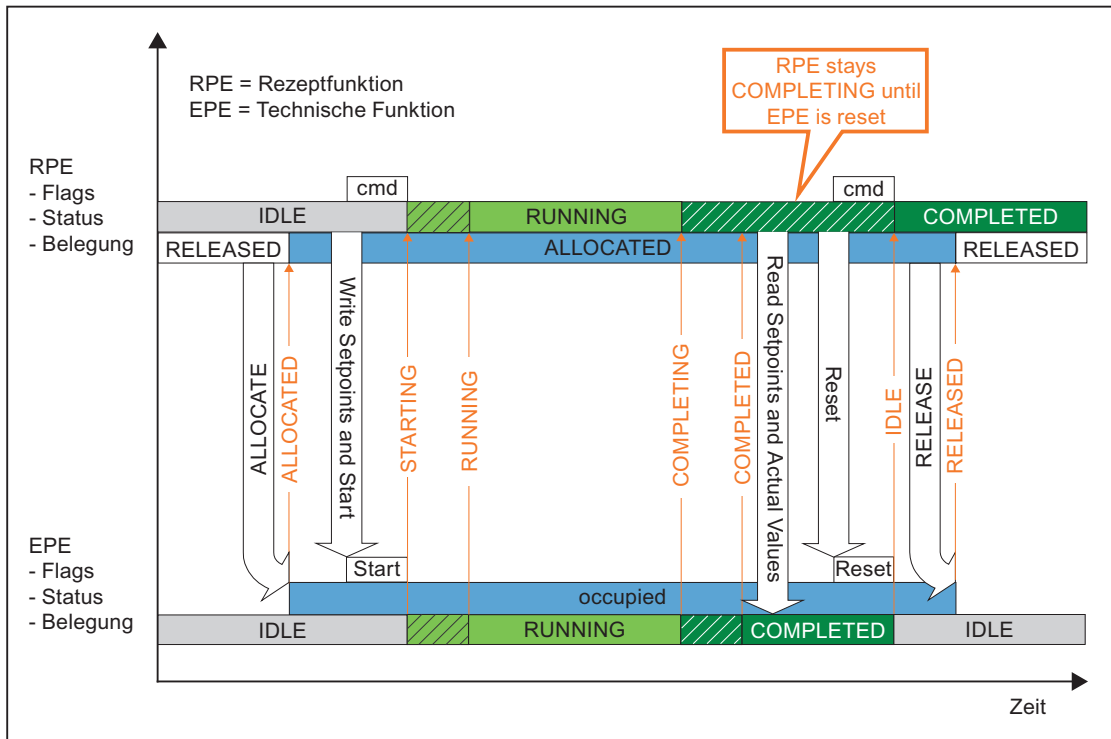 RPE = Rezeptfunktion
EPE = Technische Funktion
RPE stays
COMPLETING until
EPE is reset
RPE
- Flags
- Status
- Belegung
cmd
cmd
IDLE
RUNNING
COMPLETED
RELEASED
ALLOCATED
RELEASED
ALLOCATE
ALLOCATED
Write Setpoints and Start
STARTING
RUNNING
COMPLETING
COMPLETED
Read Setpoints and Actual Values
Reset
IDLE
RELEASE
RELEASED
EPE
- Flags
- Status
- Belegung
Start
Reset
occupied
IDLE
RUNNING
COMPLETED
IDLE
Zeit